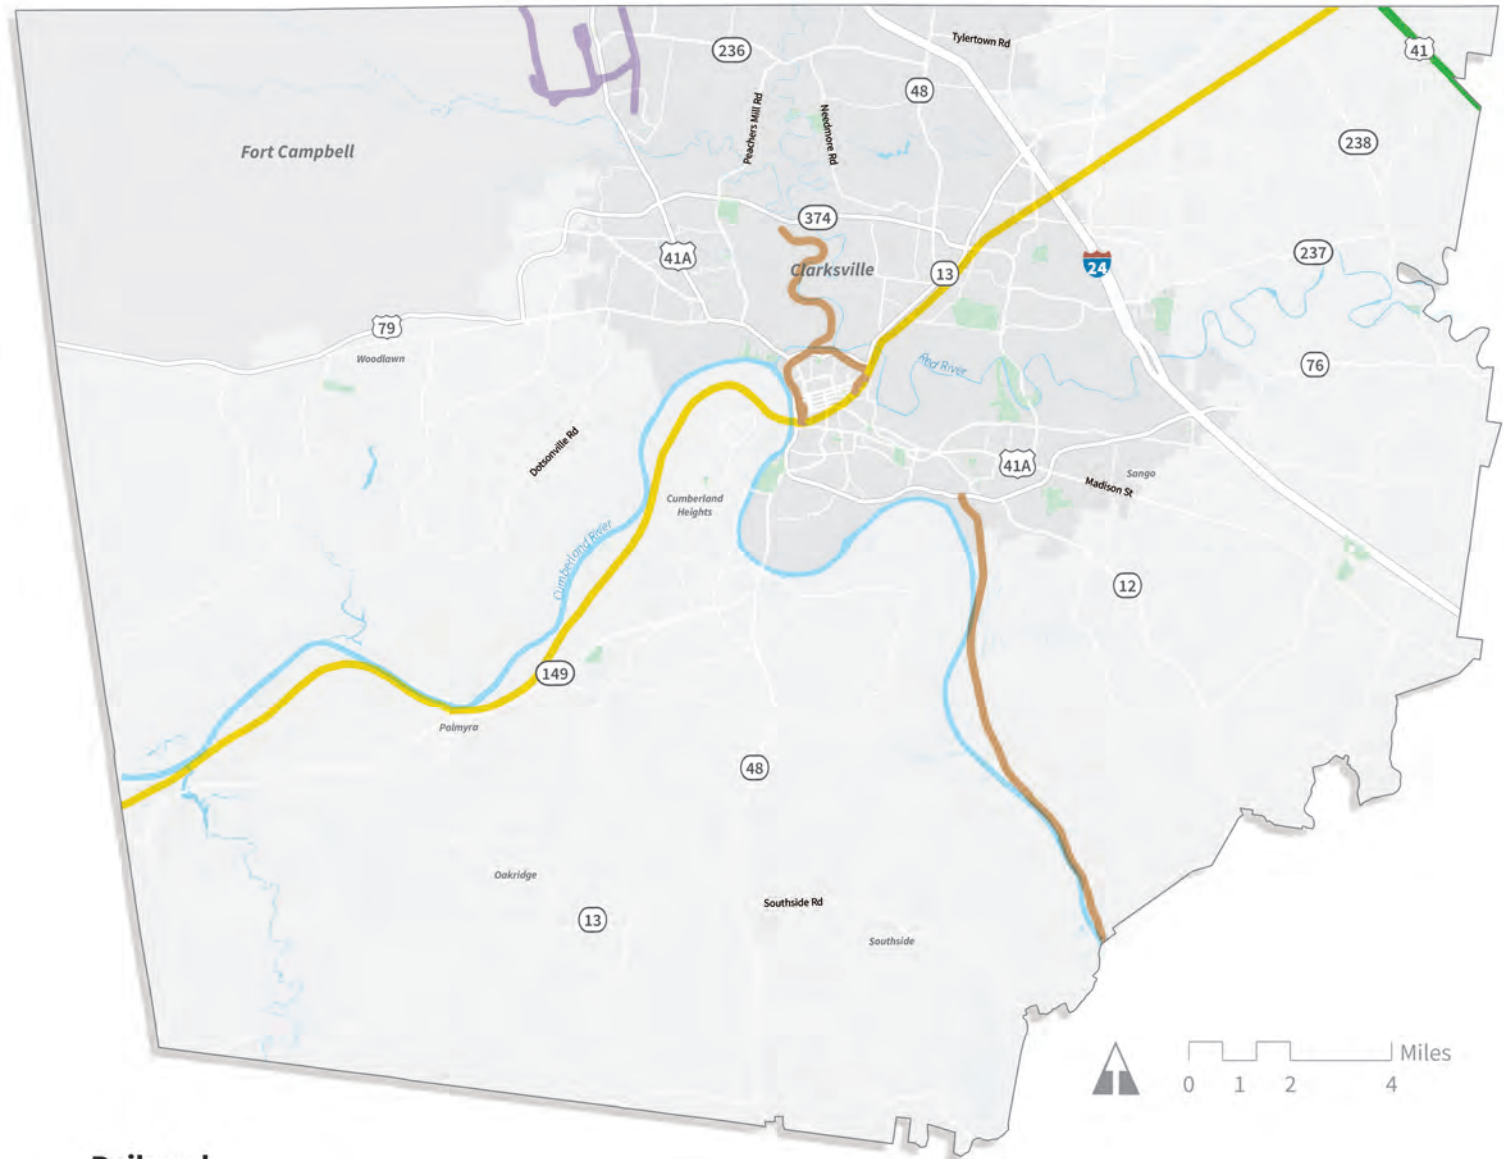 Tylertown Rd
236
41
48
Peachers Mill Rd
Needmore Rd
238
Fort Campbell
374
41A
Clarksville
13
24
237
79
Woodlawn
Red River
76
Dotsonville Rd
41A
Sango
Madison St
Cumberland
Heights
Cumberland River
12
149
Palmyra
48
Oakridge
Southside Rd
13
Southside
Miles
0 1 2 4